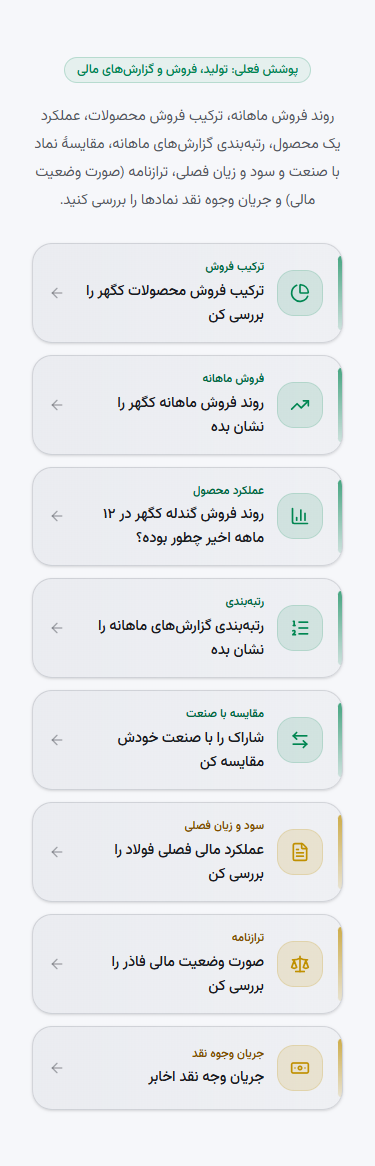 پوشش فعلی: تولید، فروش و گزارش‌های مالی
روند فروش ماهانه، ترکیب فروش محصولات، عملکرد
یک محصول، رتبه‌بندی گزارش‌های ماهانه، مقایسهٔ نماد
با صنعت و سود و زیان فصلی، ترازنامه (صورت وضعیت
مالی) و جریان وجوه نقد نمادها را بررسی کنید.
ترکیب فروش
ترکیب فروش محصولات کگهر را
بررسی کن
فروش ماهانه
روند فروش ماهانه کگهر را
نشان بده
عملکرد محصول
روند فروش گندله کگهر در ۱۲
ماهه اخیر چطور بوده؟
رتبه‌بندی
رتبه‌بندی گزارش‌های ماهانه را
نشان بده
مقایسه با صنعت
شاراک را با صنعت خودش
مقایسه کن
سود و زیان فصلی
عملکرد مالی فصلی فولاد را
بررسی کن
ترازنامه
صورت وضعیت مالی فاذر را
بررسی کن
جریان وجوه نقد
جریان وجه نقد اخابر